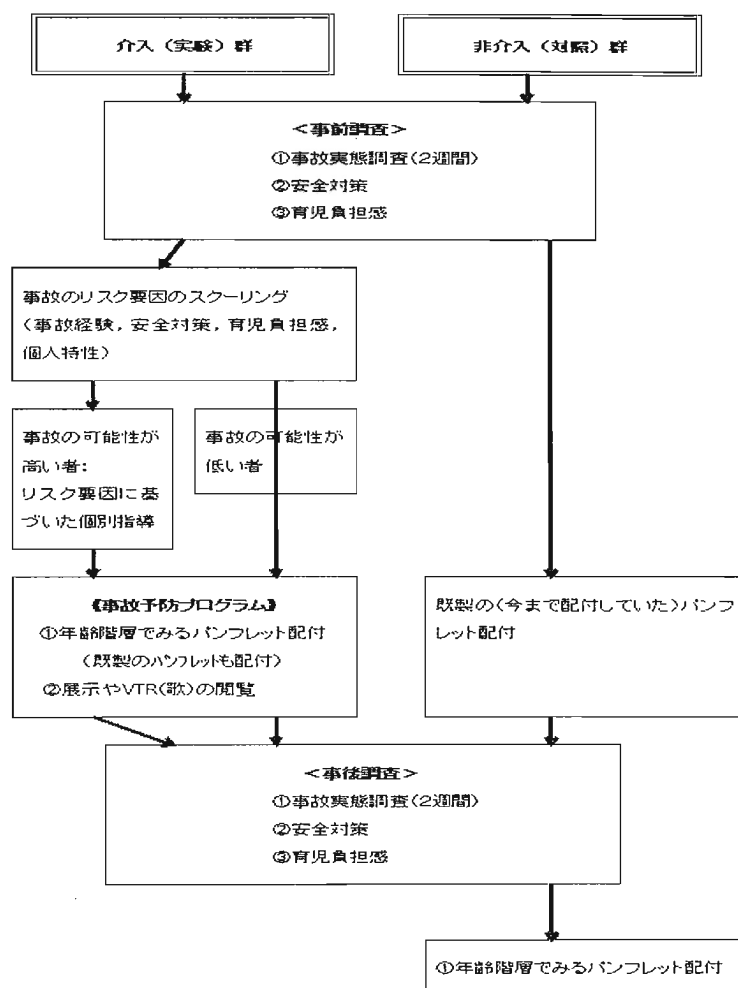 介入（実験）群
非介入（対照）群
＜事前調査＞
①事故実態調査(2週間)
②安全対策
③育児負担感
事故のリスク要因のスクーリング
（事故経験，安全対策，育児負担感，
個人特性）
事故の可能性が
高い者：
リスク要因に基
づいた個別指導
事故の可能性が
低い者
《事故予防プログラム》
①年齢階層でみるパンフレット配付
（既製のパンフレットも配付）
②展示やVTR(歌)の閲覧
既製の(今まで配付していた)パンフ
レット配付
＜事後調査＞
①事故実態調査(2週間)
②安全対策
③育児負担感
①年齢階層でみるパンフレット配付